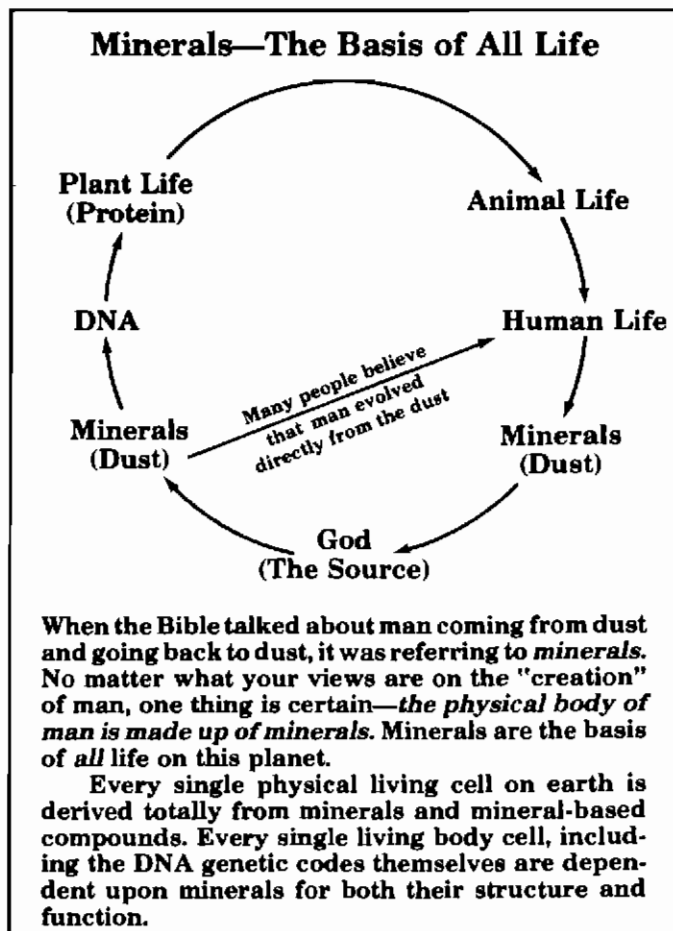 Minerals—The Basis of All Life
Plant Life
(Protein)
Animal Life
DNA
Human Life
Many people believe
that man evolved
directly from the dust
Minerals
(Dust)
Minerals
(Dust)
God
(The Source)
When the Bible talked about man coming from dust
and going back to dust, it was referring to minerals.
No matter what your views are on the "creation"
of man, one thing is certain—the physical body of
man is made up of minerals. Minerals are the basis
of all life on this planet.
Every single physical living cell on earth is
derived totally from minerals and mineral-based
compounds. Every single living body cell, includ-
ing the DNA genetic codes themselves are depen-
dent upon minerals for both their structure and
function.